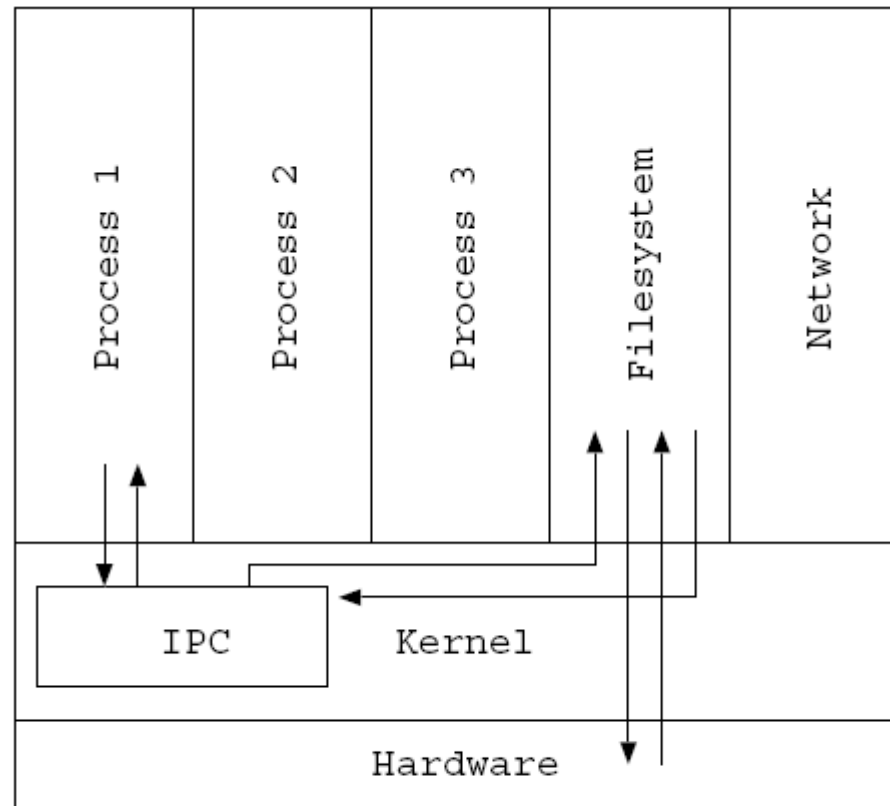 Process 1
Process 2
Process 3
Filesystem
Network
IPC
Kernel
Hardware